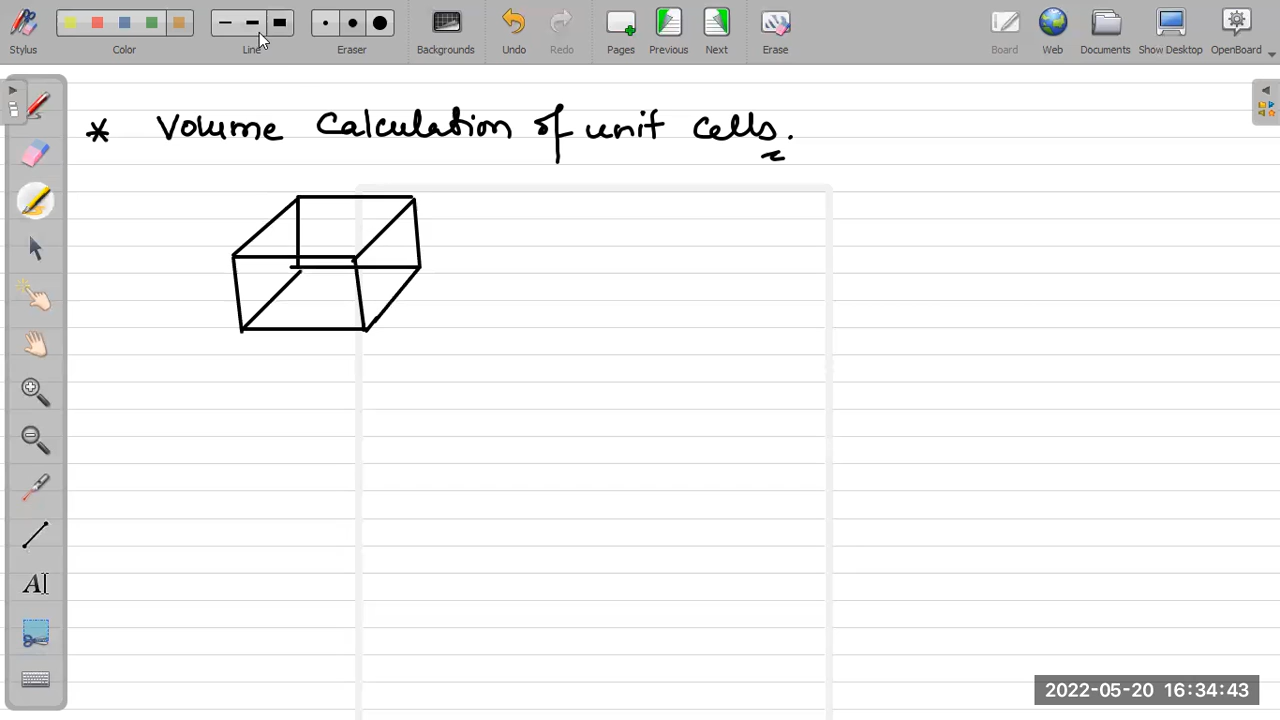 Stylus Color Line Eraser Backgrounds Undo Redo Pages Previous Next Erase Board Web Documents Show Desktop OpenBoard
* Volume Calculation of unit cells.
A
2022-05-20 16:34:43